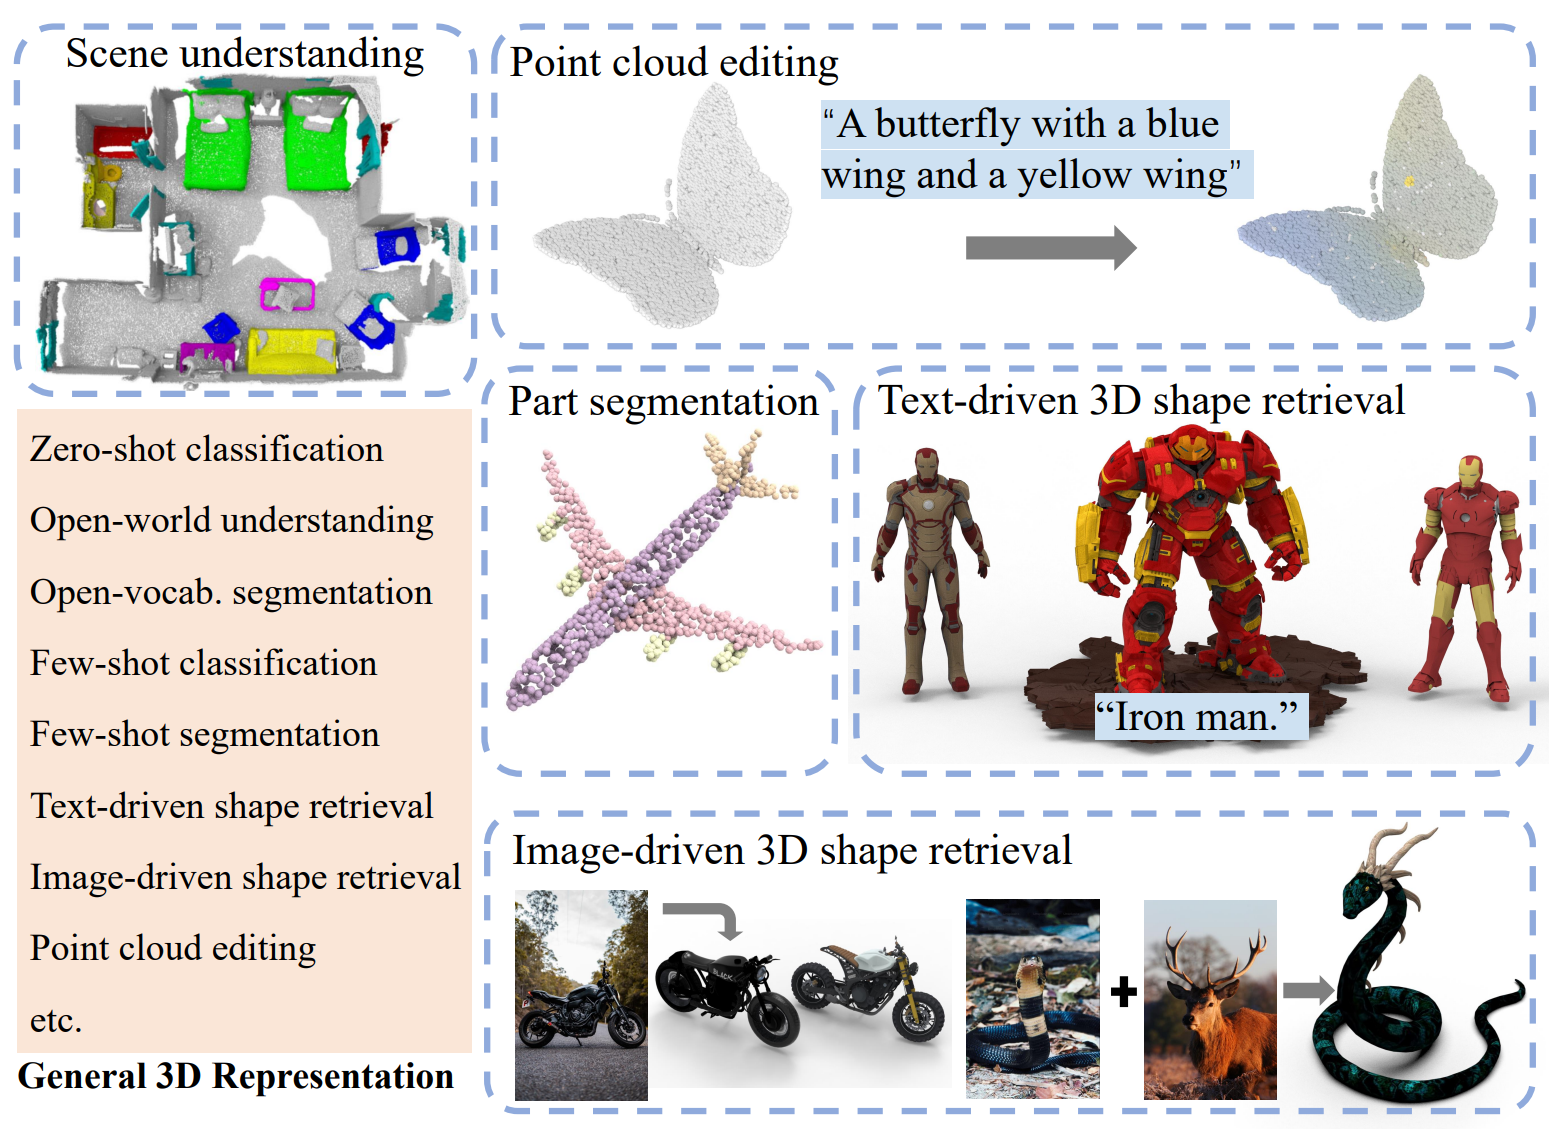 Scene understanding
Point cloud editing
“A butterfly with a blue
wing and a yellow wing”
Part segmentation
Text-driven 3D shape retrieval
“Iron man.”
Zero-shot classification
Open-world understanding
Open-vocab. segmentation
Few-shot classification
Few-shot segmentation
Text-driven shape retrieval
Image-driven shape retrieval
Point cloud editing
etc.
General 3D Representation
Image-driven 3D shape retrieval
BLACK